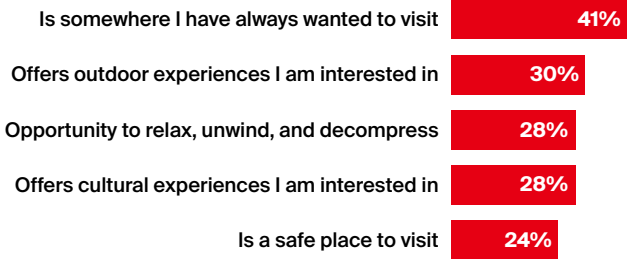 Is somewhere I have always wanted to visit 41%
Offers outdoor experiences I am interested in 30%
Opportunity to relax, unwind, and decompress 28%
Offers cultural experiences I am interested in 28%
Is a safe place to visit 24%